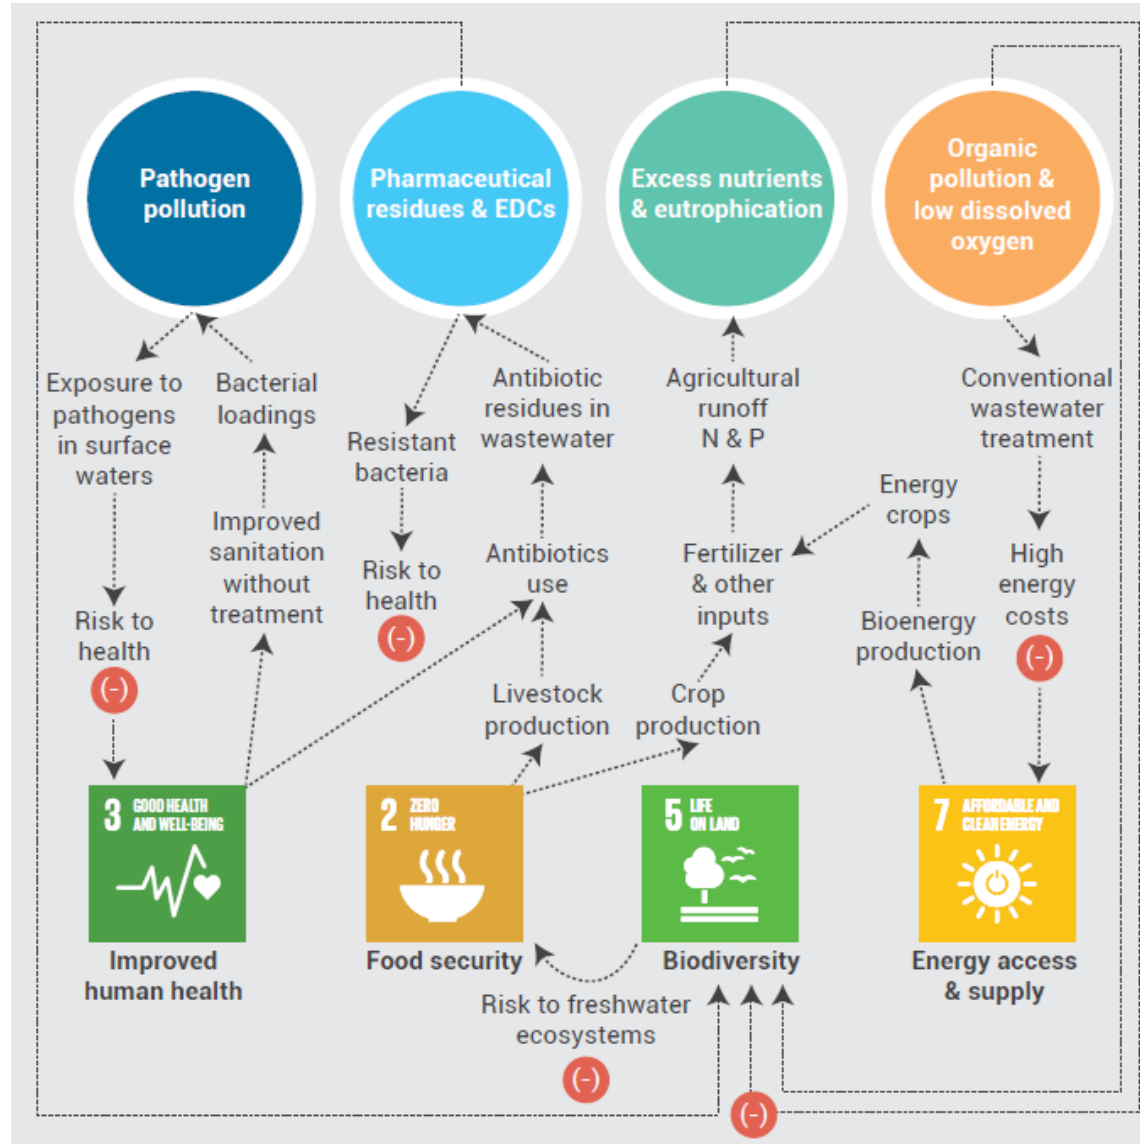 Pathogen
pollution
Pharmaceutical
residues & EDCs
Excess nutrients
& eutrophication
Organic
pollution &
low dissolved
oxygen
Exposure to
pathogens
in surface
waters
Bacterial
loadings
Resistant
bacteria
Antibiotic
residues in
wastewater
Agricultural
runoff
N & P
Conventional
wastewater
treatment
Energy
crops
Improved
sanitation
without
treatment
Risk to
health
(-)
Antibiotics
use
Fertilizer
& other
inputs
High
energy
costs
(-)
Risk to
health
(-)
Bioenergy
production
Livestock
production
Crop
production
3 GOOD HEALTH
AND WELL-BEING
2 ZERO
HUNGER
5 LIFE
ON LAND
7 AFFORDABLE AND
CLEAN ENERGY
Improved
human health
Food security
Biodiversity
Energy access
& supply
Risk to freshwater
ecosystems
(-)
(-)